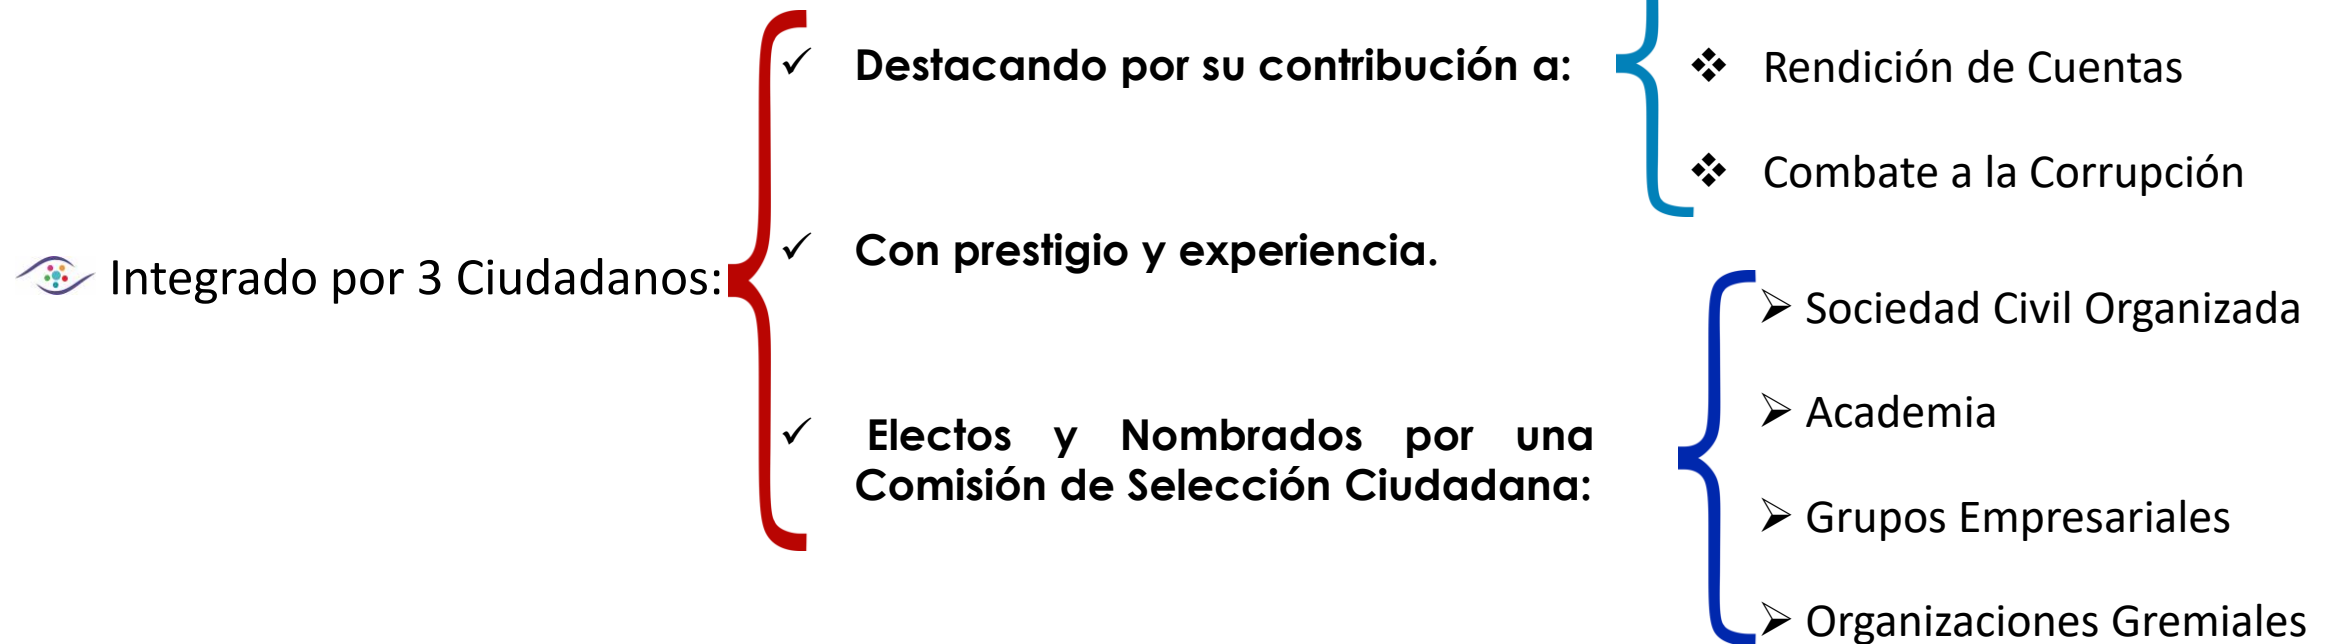 Integrado por 3 Ciudadanos:
✓ Destacando por su contribución a:
❖ Rendición de Cuentas
❖ Combate a la Corrupción
✓ Con prestigio y experiencia.
✓ Electos y Nombrados por una
Comisión de Selección Ciudadana:
➢ Sociedad Civil Organizada
➢ Academia
➢ Grupos Empresariales
➢ Organizaciones Gremiales